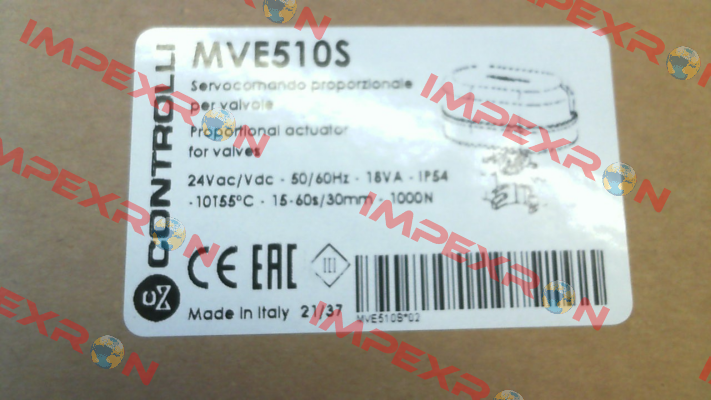 CONTROLLI
MVE510S
Servocomando proporzionale
per valvole
Proportional actuator
for valves
24Vac/Vdc - 50/60Hz - 18VA - IP54
-10T55°C - 15-60s/30mm - 1000N
CE EAC III
Made in Italy 21/37
MVE510S*02
IMPEXRON
IMPEXRON
IMPEXRON
IMPEXRON
IMPEXRON
IMPEXRON